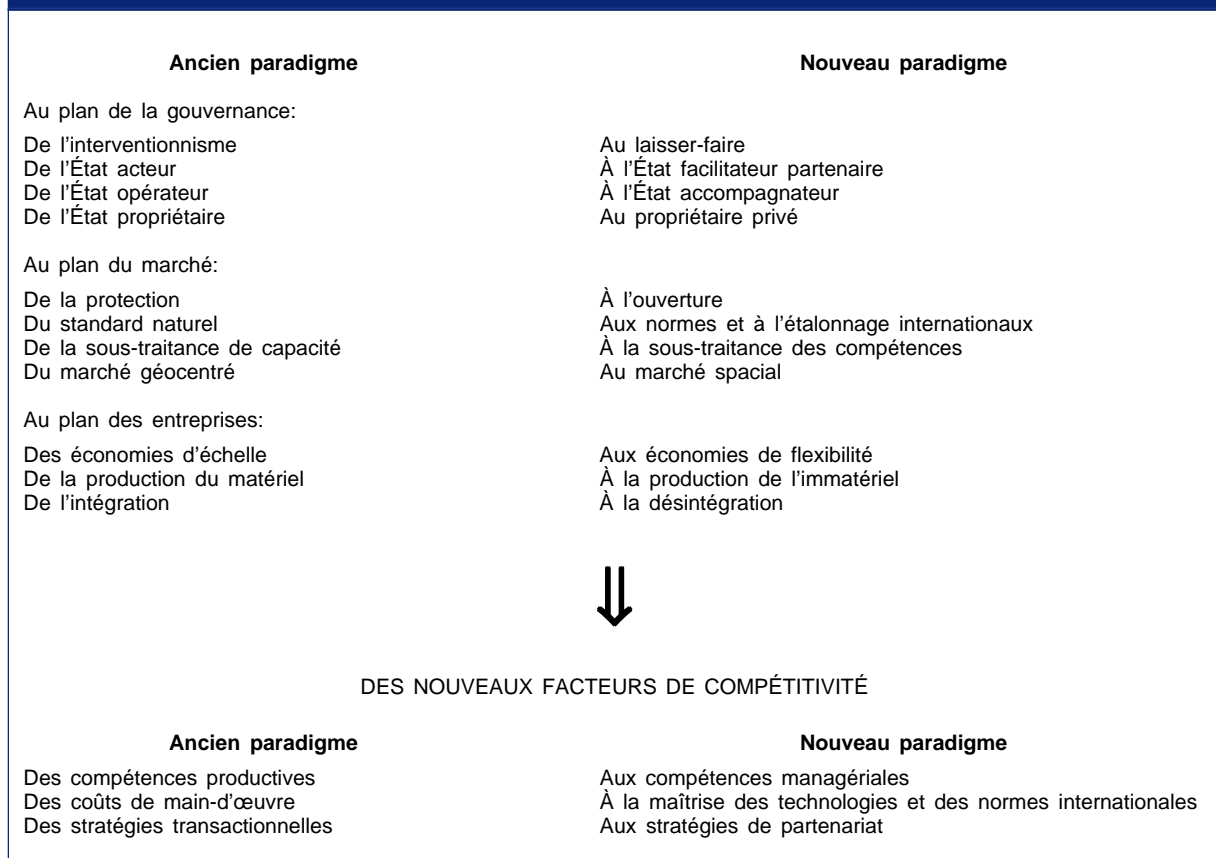 Ancien paradigme Nouveau paradigme
Au plan de la gouvernance:
De l'interventionnisme Au laisser-faire
De l'État acteur À l'État facilitateur partenaire
De l'État opérateur À l'État accompagnateur
De l'État propriétaire Au propriétaire privé
Au plan du marché:
De la protection À l'ouverture
Du standard naturel Aux normes et à l'étalonnage internationaux
De la sous-traitance de capacité À la sous-traitance des compétences
Du marché géocentré Au marché spacial
Au plan des entreprises:
Des économies d'échelle Aux économies de flexibilité
De la production du matériel À la production de l'immatériel
De l'intégration À la désintégration
⇓
DES NOUVEAUX FACTEURS DE COMPÉTITIVITÉ
Ancien paradigme Nouveau paradigme
Des compétences productives Aux compétences managériales
Des coûts de main-d'œuvre À la maîtrise des technologies et des normes internationales
Des stratégies transactionnelles Aux stratégies de partenariat